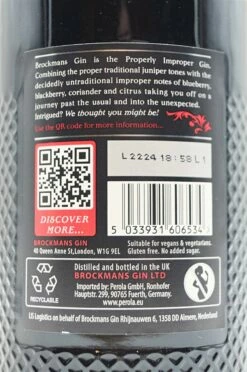 Brockmans Gin is the Properly Improper Gin.
Combining the proper traditional juniper tones with the
decidedly untraditional improper notes of blueberry,
blackberry, coriander and citrus taking you off on a
journey past the usual and into the unexpected.
Intrigued? We thought you might be!
Use the QR code for more information...
L2224 18:58 L1
DISCOVER
MORE...
5 033931 606534
BROCKMANS GIN
40 Queen Anne St,London, W1G 9EL
Suitable for vegans & vegetarians.
Gluten free. No added sugar.
RECYCLABLE
Distilled and bottled in the UK
BROCKMANS GIN LTD
Imported by: Perola GmbH, Ronhofer
Hauptstr. 299, 90765 Fuerth, Germany.
www.perola.eu
US Logistics on behalf of Brockmans Gin Rhijnauwen 6, 1358 DD Almere, Nederland